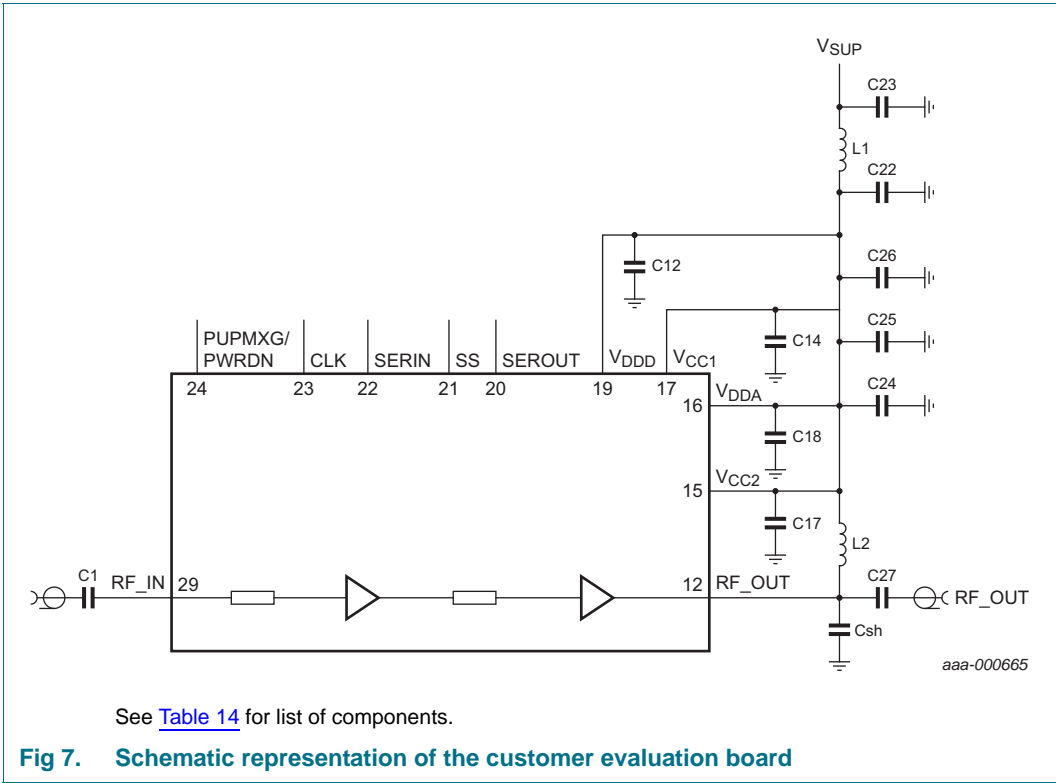 VSUP
C23
L1
C22
C12
C26
C14
C25
PUPMXG/
PWRDN
CLK
SERIN
SS
SEROUT
VDDD
VCC1
24
23
22
21
20
19
17
16
VDDA
C24
C18
15
VCC2
C17
L2
C1
RF_IN
29
12
RF_OUT
C27
RF_OUT
Csh
aaa-000665
See Table 14 for list of components.
Fig 7. Schematic representation of the customer evaluation board